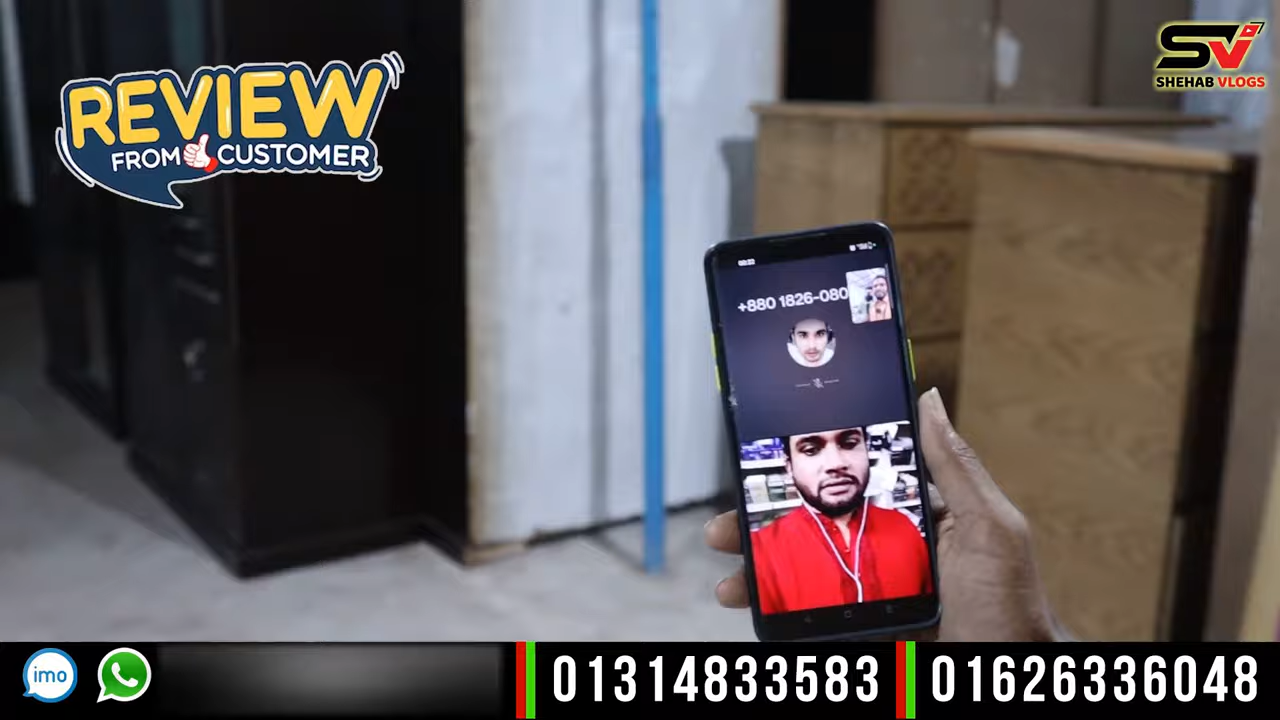 REVIEW
FROM CUSTOMER
SV
SHEHAB VLOGS
+880 1826-080
imo
01314833583
01626336048